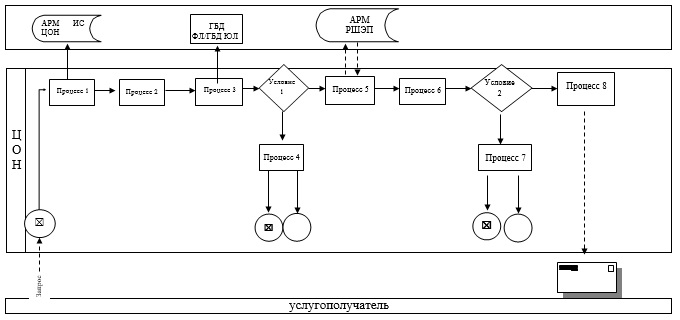 АРМ ИС
ЦОН
ГБД
ФЛ/ГБД ЮЛ
АРМ
РШЭП
Ц
О
Н
Процесс 1
Процесс 2
Процесс 3
Условие
1
Процесс 5
Процесс 6
Условие
2
Процесс 8
Процесс 4
Процесс 7
Запрос
услугополучатель